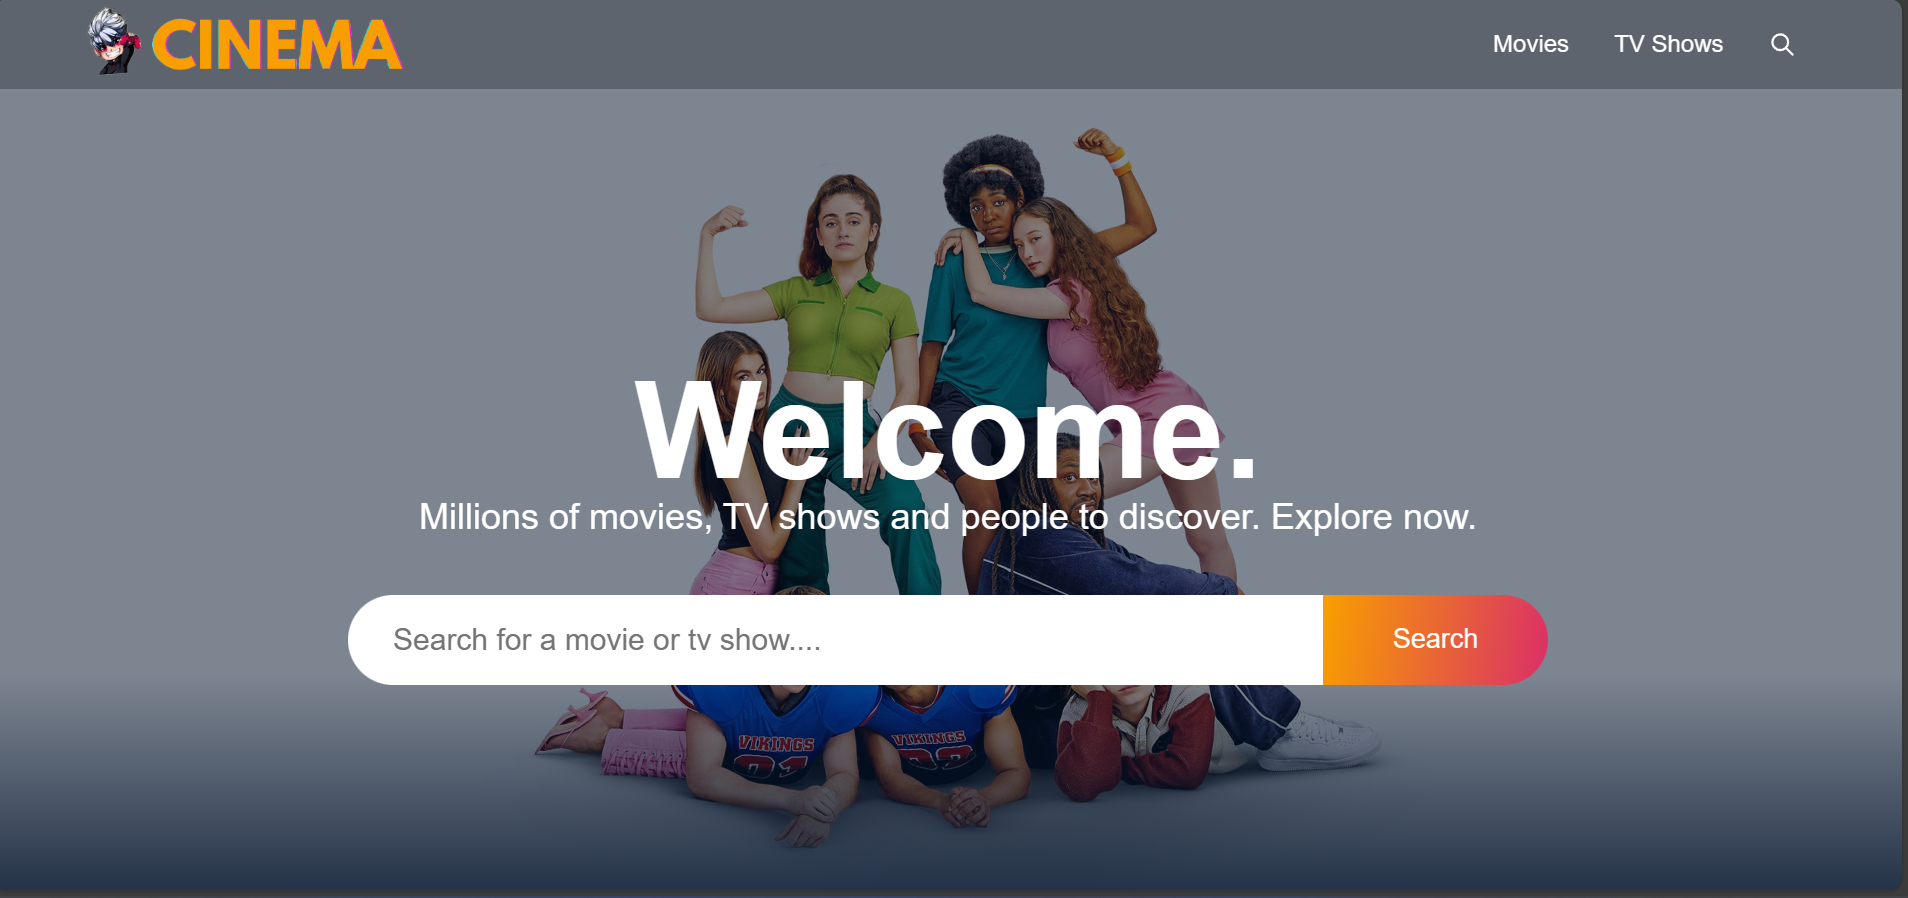 CINEMA
Movies
TV Shows
Welcome.
Millions of movies, TV shows and people to discover. Explore now.
Search for a movie or tv show....
Search
VIKINGS
VIKINGS